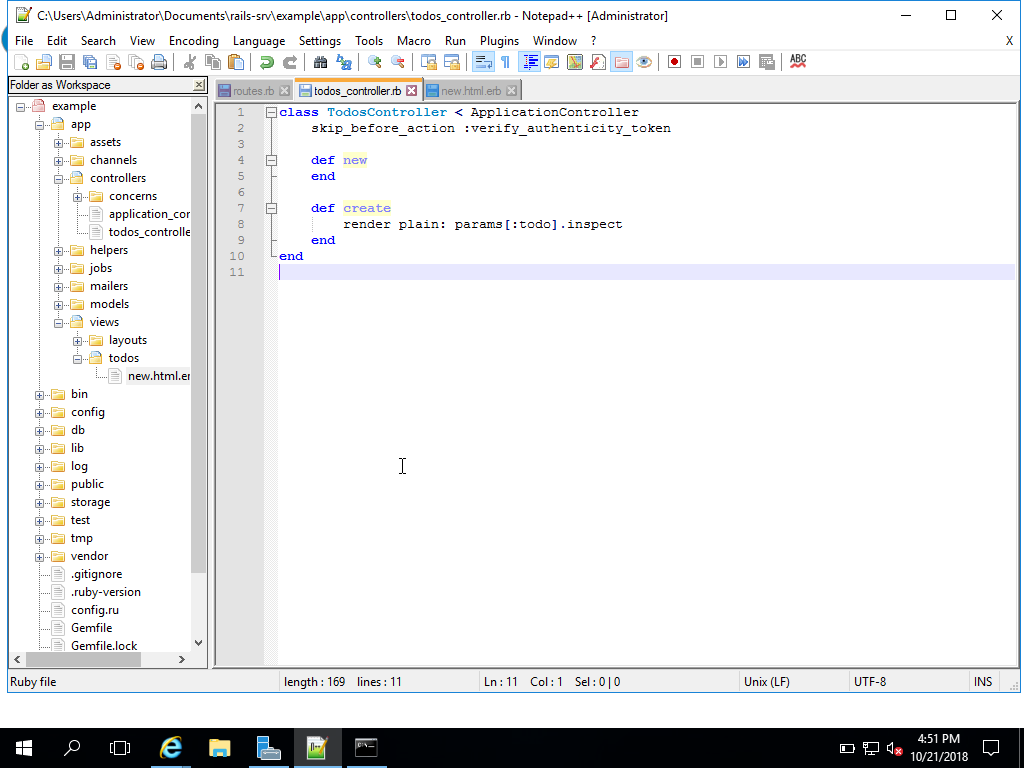 C:\Users\Administrator\Documents\rails-srv\example\app\controllers\todos_controller.rb - Notepad++ [Administrator]
File Edit Search View Encoding Language Settings Tools Macro Run Plugins Window ? X
ABC
Folder as Workspace
example
app
assets
channels
controllers
concerns
application_cor
todos_controlle
helpers
jobs
mailers
models
views
layouts
todos
new.html.er
bin
config
db
lib
log
public
storage
test
tmp
vendor
.gitignore
.ruby-version
config.ru
Gemfile
Gemfile.lock
routes.rb todos_controller.rb new.html.erb
1 class TodosController < ApplicationController
2 skip_before_action :verify_authenticity_token
3
4 def new
5 end
6
7 def create
8 render plain: params[:todo].inspect
9 end
10 end
11
Ruby file length : 169 lines : 11 Ln : 11 Col : 1 Sel : 0 | 0 Unix (LF) UTF-8 INS
4:51 PM
10/21/2018